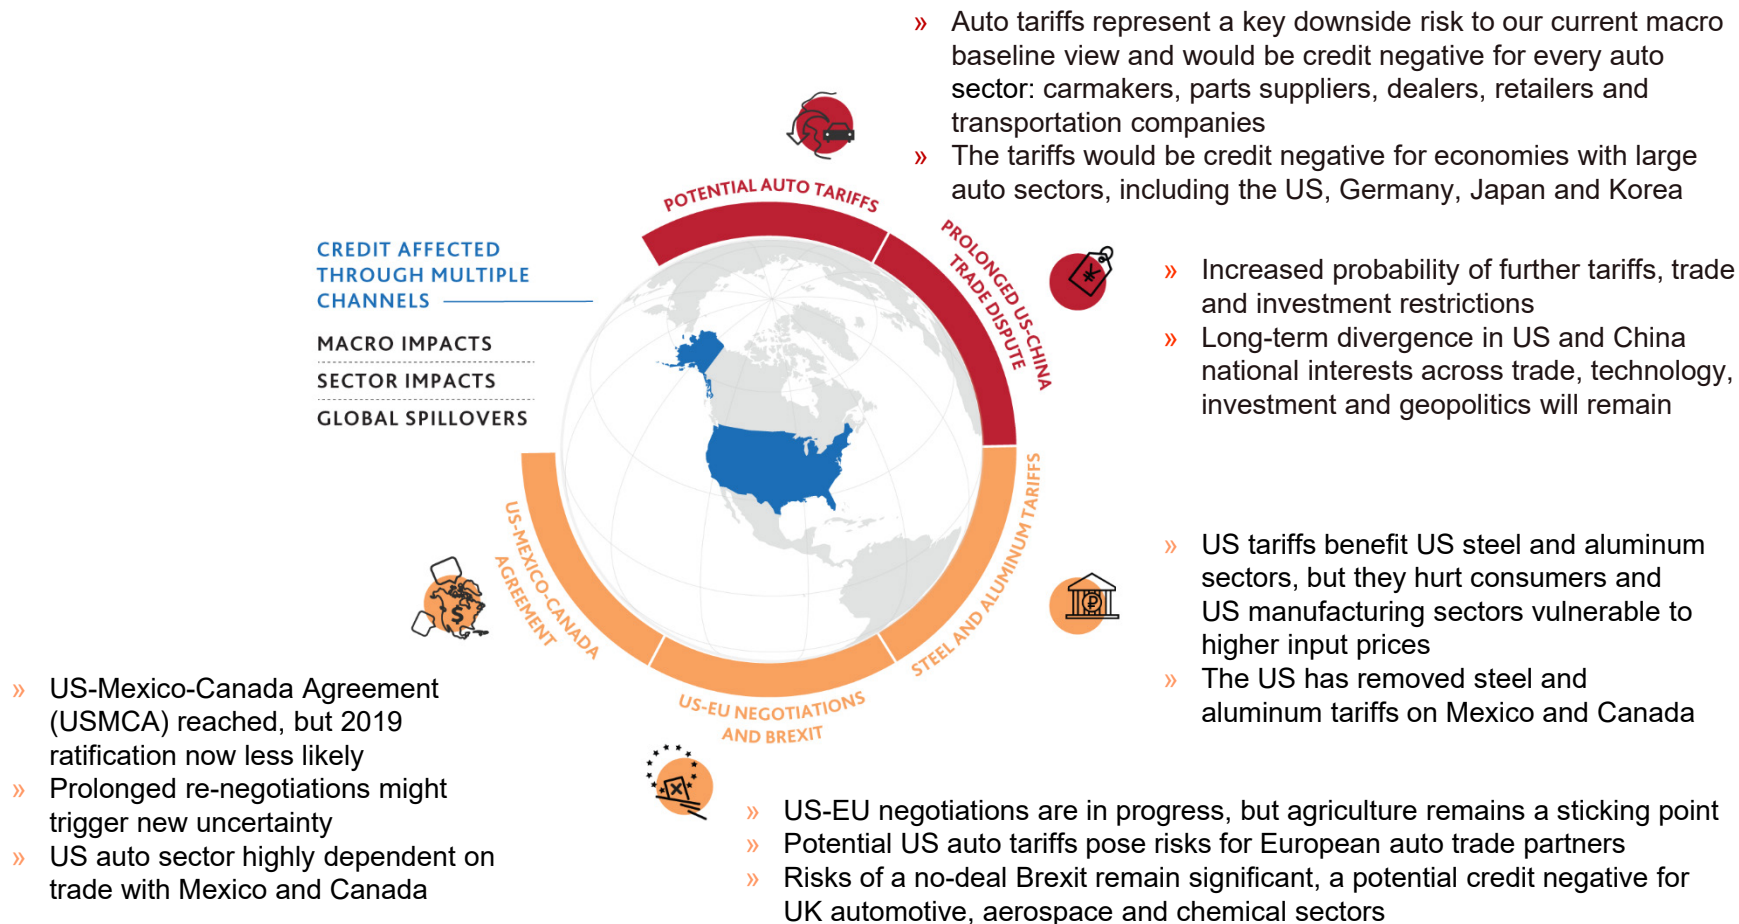 » Auto tariffs represent a key downside risk to our current macro
baseline view and would be credit negative for every auto
sector: carmakers, parts suppliers, dealers, retailers and
transportation companies
» The tariffs would be credit negative for economies with large
auto sectors, including the US, Germany, Japan and Korea
POTENTIAL AUTO TARIFFS
CREDIT AFFECTED
THROUGH MULTIPLE
CHANNELS
MACRO IMPACTS
SECTOR IMPACTS
GLOBAL SPILLOVERS
PROLONGED US-CHINA
TRADE DISPUTE
¥
» Increased probability of further tariffs, trade
and investment restrictions
» Long-term divergence in US and China
national interests across trade, technology,
investment and geopolitics will remain
STEEL AND ALUMINUM TARIFFS
₽
» US tariffs benefit US steel and aluminum
sectors, but they hurt consumers and
US manufacturing sectors vulnerable to
higher input prices
» The US has removed steel and
aluminum tariffs on Mexico and Canada
US-MEXICO-CANADA
AGREEMENT
$
» US-Mexico-Canada Agreement
(USMCA) reached, but 2019
ratification now less likely
» Prolonged re-negotiations might
trigger new uncertainty
» US auto sector highly dependent on
trade with Mexico and Canada
US-EU NEGOTIATIONS
AND BREXIT
» US-EU negotiations are in progress, but agriculture remains a sticking point
» Potential US auto tariffs pose risks for European auto trade partners
» Risks of a no-deal Brexit remain significant, a potential credit negative for
UK automotive, aerospace and chemical sectors